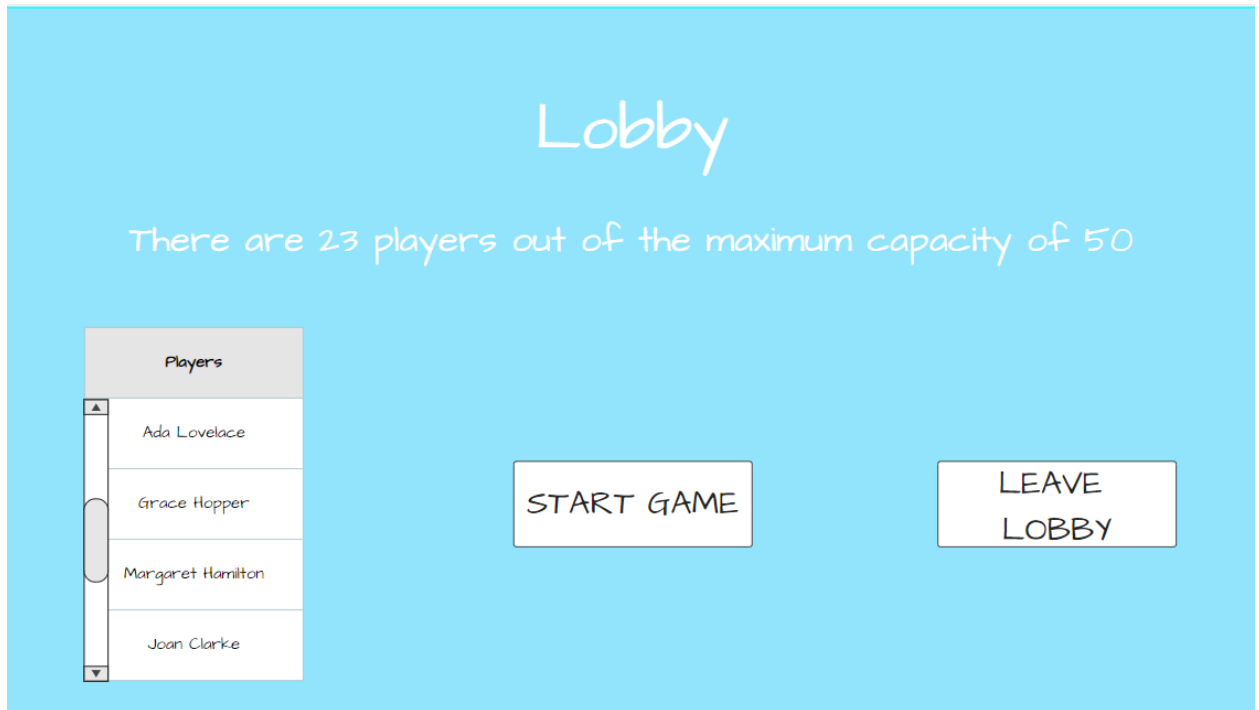 Lobby
There are 23 players out of the maximum capacity of 50
Players
Ada Lovelace
Grace Hopper
Margaret Hamilton
Joan Clarke
START GAME
LEAVE
LOBBY